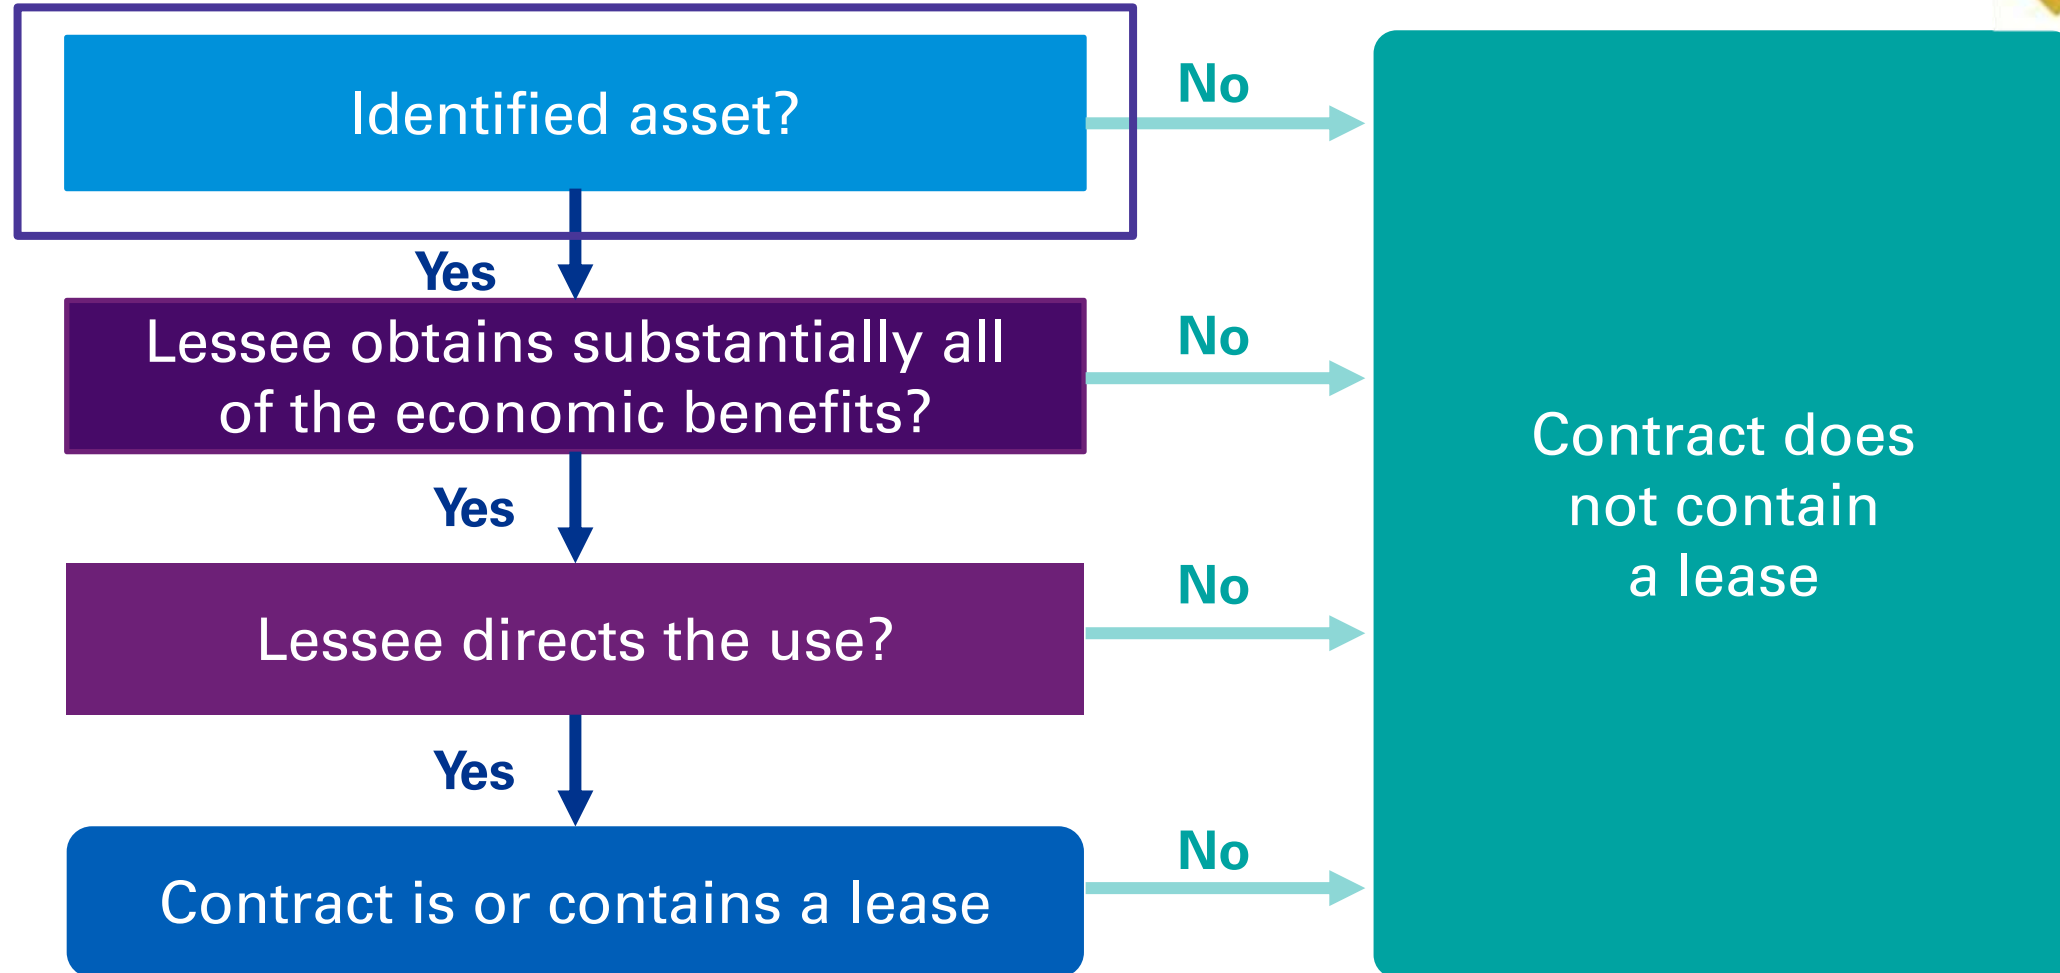 Identified asset?
No
Yes
Lessee obtains substantially all
of the economic benefits?
No
Yes
Lessee directs the use?
No
Yes
Contract is or contains a lease
No
Contract does
not contain
a lease